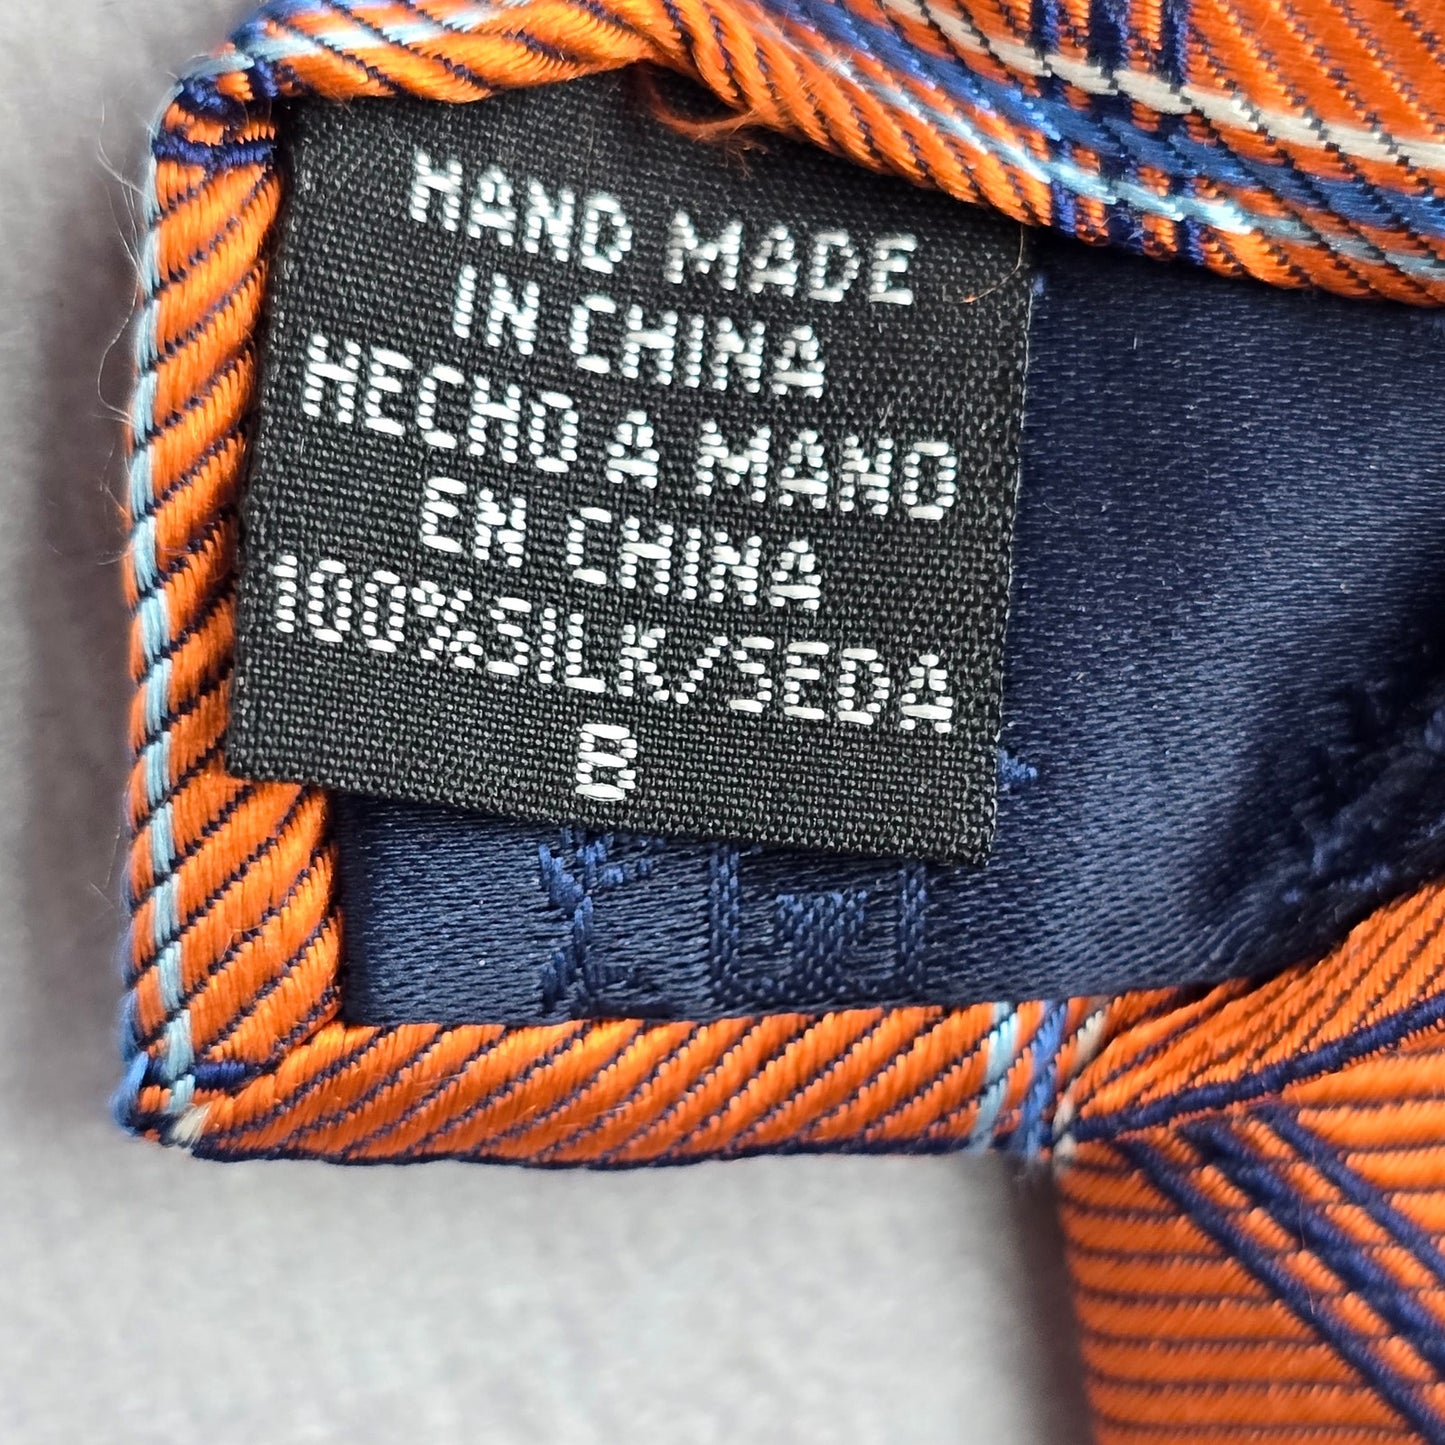 HAND MADE
IN CHINA
HECHO A MANO
EN CHINA
100%SILK/SEDA
B